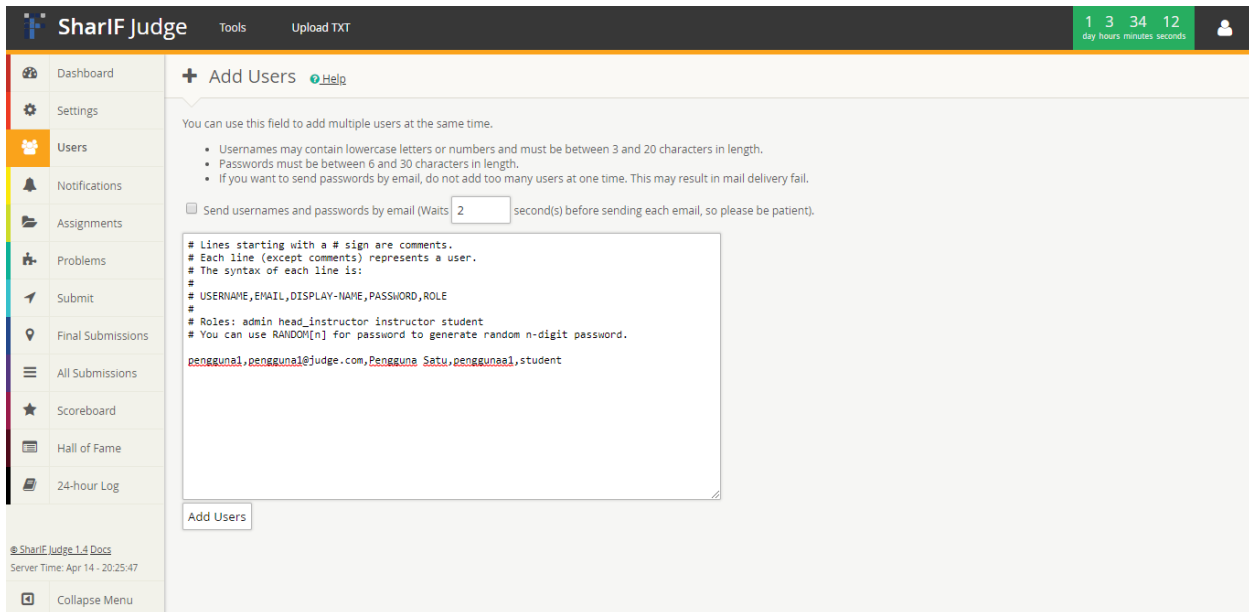 SharIF Judge
Tools
Upload TXT
1 3 34 12
day hours minutes seconds
Dashboard
Settings
Users
Notifications
Assignments
Problems
Submit
Final Submissions
All Submissions
Scoreboard
Hall of Fame
24-hour Log
© SharIF Judge 1.4 Docs
Server Time: Apr 14 - 20:25:47
Collapse Menu
Add Users Help
You can use this field to add multiple users at the same time.
• Usernames may contain lowercase letters or numbers and must be between 3 and 20 characters in length.
• Passwords must be between 6 and 30 characters in length.
• If you want to send passwords by email, do not add too many users at one time. This may result in mail delivery fail.
Send usernames and passwords by email (Waits 2 second(s) before sending each email, so please be patient).
# Lines starting with a # sign are comments.
# Each line (except comments) represents a user.
# The syntax of each line is:
#
# USERNAME,EMAIL,DISPLAY-NAME,PASSWORD,ROLE
#
# Roles: admin head_instructor instructor student
# You can use RANDOM[n] for password to generate random n-digit password.
pengguna1,pengguna1@judge.com,Pengguna Satu,penggunaa1,student
Add Users